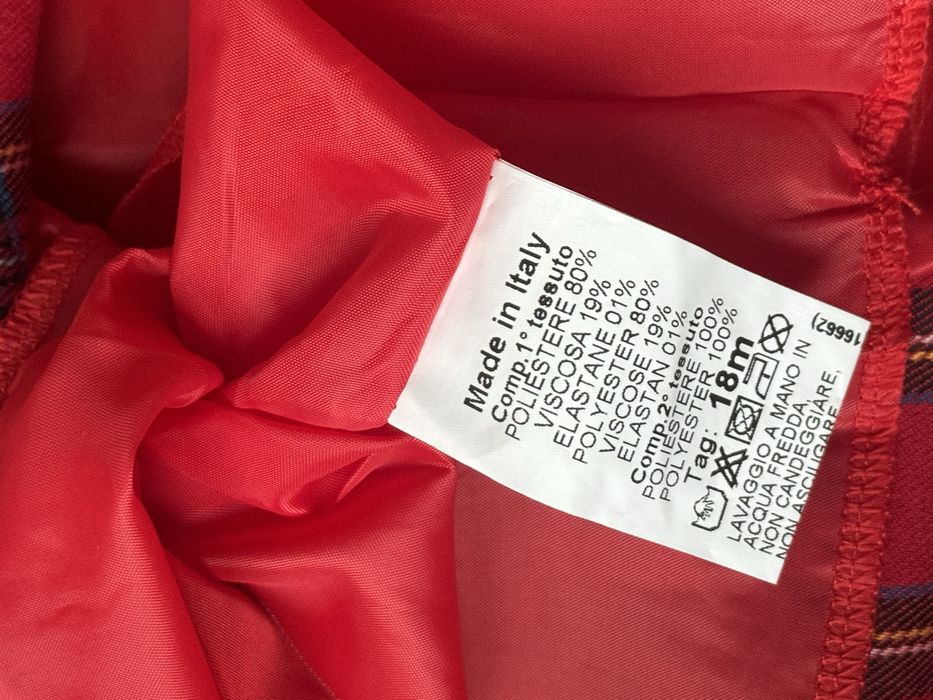 Made in Italy
Comp. 1° tessuto
POLIESTERE 80%
VISCOSA 19%
ELASTANE 01%
POLYESTER 80%
VISCOSE 19%
ELASTAN 01%
Comp. 2° tessuto
POLIESTERE 100%
POLYESTER 100%
Tag: 18m
LAVAGGIO A MANO IN
ACQUA FREDDA,
NON CANDEGGIARE,
NON ASCIUGARE
16662)